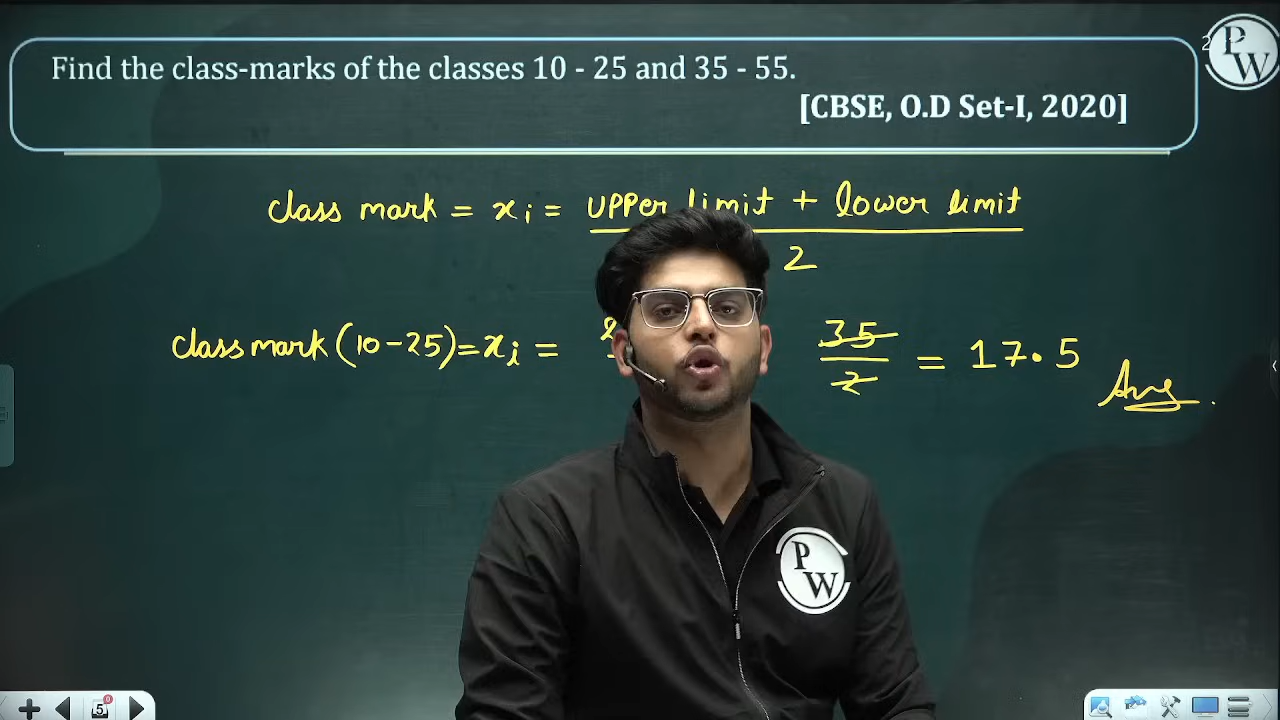 Find the class-marks of the classes 10 - 25 and 35 - 55.
[CBSE, O.D Set-I, 2020]
PW
class mark = xi = upper limit + lower limit
2
class mark (10-25) = xi =
35
2
= 17.5
Ans.
PW
5